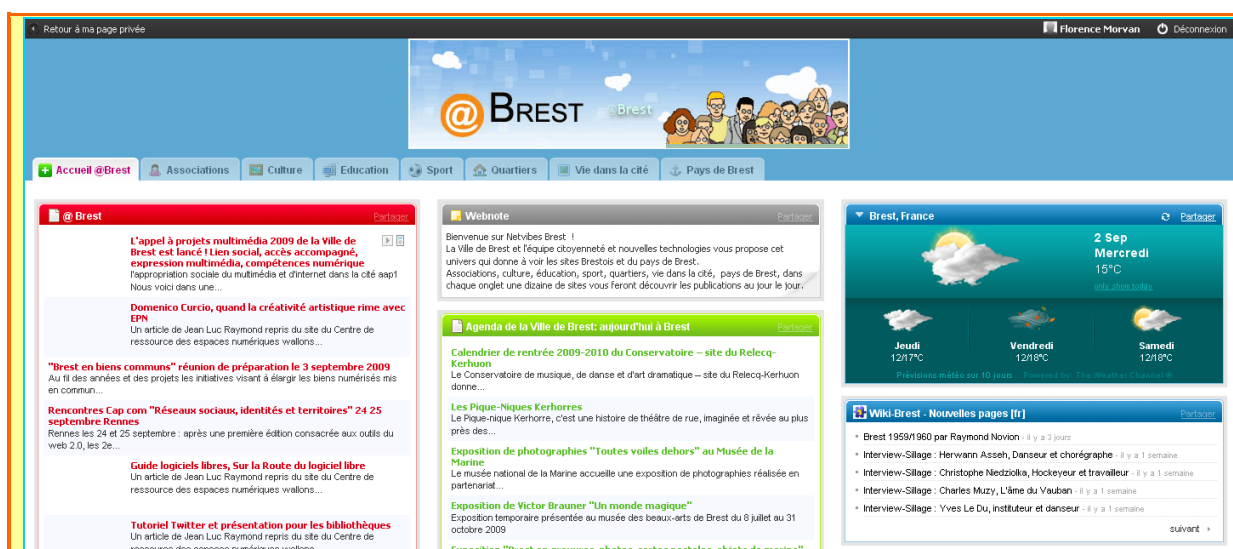 Retour à ma page privée
Florence Morvan
Déconnexion
@ BREST
@Brest
Accueil @Brest
Associations
Culture
Education
Sport
Quartiers
Vie dans la cité
Pays de Brest
@ Brest
Partager
L'appel à projets multimédia 2009 de la Ville de
Brest est lancé ! Lien social, accès accompagné,
expression multimédia, compétences numérique
l'appropriation sociale du multimédia et d'internet dans la cité aap1
Nous voici dans une...
Domenico Curcio, quand la créativité artistique rime avec
EPN
Un article de Jean Luc Raymond repris du site du Centre de
ressource des espaces numériques wallons...
"Brest en biens communs" réunion de préparation le 3 septembre 2009
Au fil des années et des projets les initiatives visant à élargir les biens numérisés mis
en commun...
Rencontres Cap com "Réseaux sociaux, identités et territoires" 24 25
septembre Rennes
Rennes les 24 et 25 septembre : après une première édition consacrée aux outils du
web 2.0, les 2e...
Guide logiciels libres, Sur la Route du logiciel libre
Un article de Jean Luc Raymond repris du site du Centre de
ressource des espaces numériques wallons...
Tutoriel Twitter et présentation pour les bibliothèques
Un article de Jean Luc Raymond repris du site du Centre de
ressource des espaces numériques wallons...
Webnote
Partager
Bienvenue sur Netvibes Brest !
La Ville de Brest et l'équipe citoyenneté et nouvelles technologies vous propose cet
univers qui donne à voir les sites Brestois et du pays de Brest.
Associations, culture, éducation, sport, quartiers, vie dans la cité, pays de Brest, dans
chaque onglet une dizaine de sites vous feront découvrir les publications au jour le jour.
Agenda de la Ville de Brest: aujourd'hui à Brest
Partager
Calendrier de rentrée 2009-2010 du Conservatoire – site du Relecq-
Kerhuon
Le Conservatoire de musique, de danse et d'art dramatique – site du Relecq-Kerhuon
donne...
Les Pique-Niques Kerhorres
Le Pique-nique Kerhorre, c'est une histoire de théâtre de rue, imaginée et rêvée au plus
près des...
Exposition de photographies "Toutes voiles dehors" au Musée de la
Marine
Le musée national de la Marine accueille une exposition de photographies réalisée en
partenariat...
Exposition de Victor Brauner "Un monde magique"
Exposition temporaire présentée au musée des beaux-arts de Brest du 8 juillet au 31
octobre 2009
Brest, France
Partager
2 Sep
Mercredi
15°C
only show today
Jeudi
12/17°C
Vendredi
12/18°C
Samedi
12/18°C
Prévisions météo sur 10 jours
Powered by: The Weather Channel ®
Wiki-Brest - Nouvelles pages [fr]
Partager
Brest 1959/1960 par Raymond Novion - il y a 3 jours
Interview-Sillage : Herwann Asseh, Danseur et chorégraphe - il y a 1 semaine
Interview-Sillage : Christophe Niedziolka, Hockeyeur et travailleur - il y a 1 semaine
Interview-Sillage : Charles Muzy, L'âme du Vauban - il y a 1 semaine
Interview-Sillage : Yves Le Du, instituteur et danseur - il y a 1 semaine
suivant